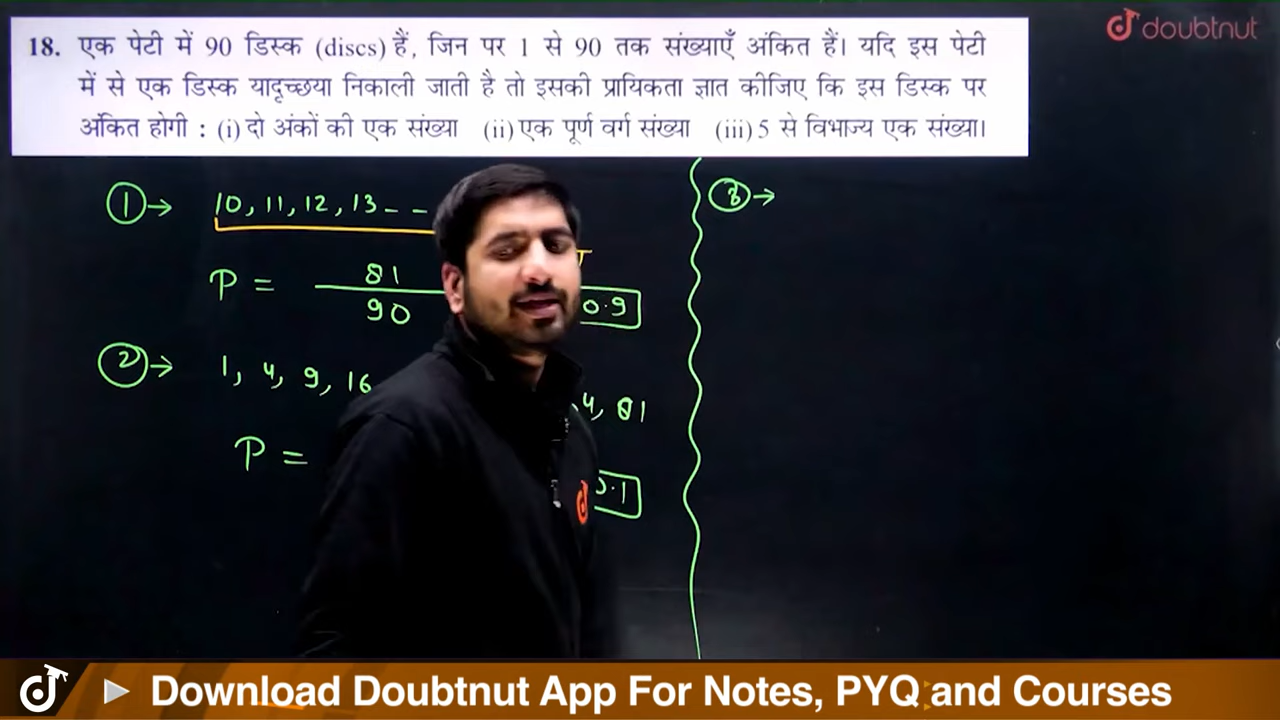 18. एक पेटी में 90 डिस्क (discs) हैं, जिन पर 1 से 90 तक संख्याएँ अंकित हैं। यदि इस पेटी
में से एक डिस्क यादृच्छया निकाली जाती है तो इसकी प्रायिकता ज्ञात कीजिए कि इस डिस्क पर
अंकित होगी : (i) दो अंकों की एक संख्या (ii) एक पूर्ण वर्ग संख्या (iii) 5 से विभाज्य एक संख्या।
doubtnut
1→ 10, 11, 12, 13 - -
P = 81
90
0.9
2→ 1, 4, 9, 16
4, 81
P =
0.1
3→
Download Doubtnut App For Notes, PYQ and Courses